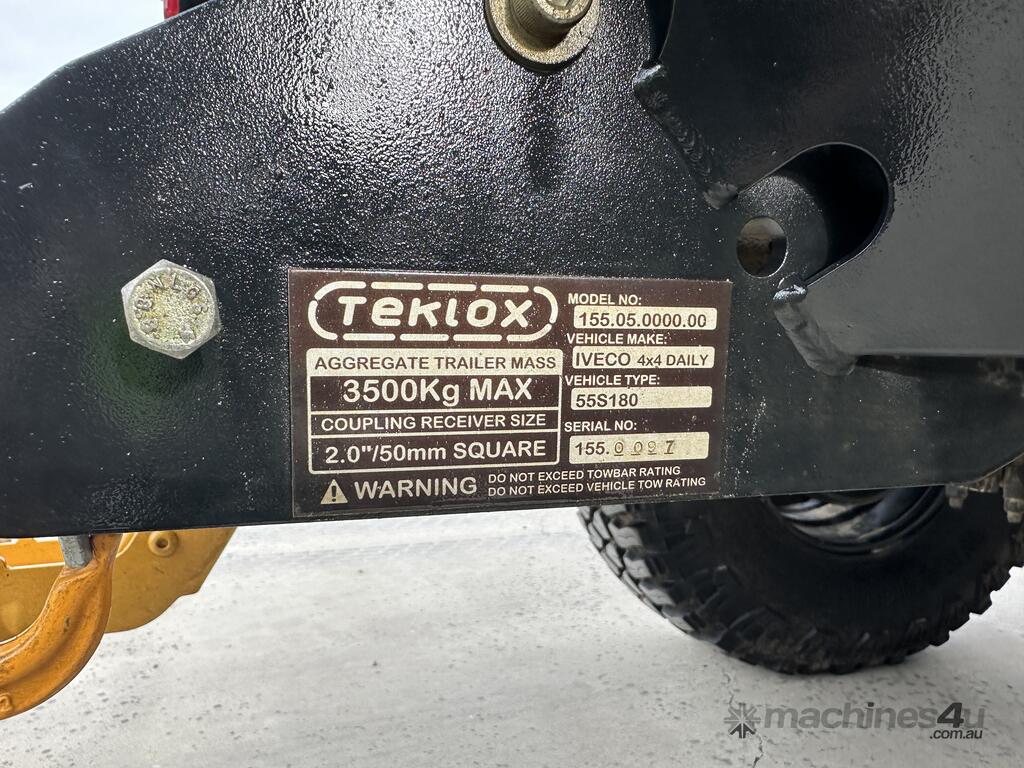 TEKLOX
AGGREGATE TRAILER MASS
3500Kg MAX
COUPLING RECEIVER SIZE
2.0"/50mm SQUARE
MODEL NO:
155.05.0000.00
VEHICLE MAKE:
IVECO 4x4 DAILY
VEHICLE TYPE:
55S180
SERIAL NO:
155.0097
WARNING
DO NOT EXCEED TOWBAR RATING
DO NOT EXCEED VEHICLE TOW RATING
machines4u
.com.au